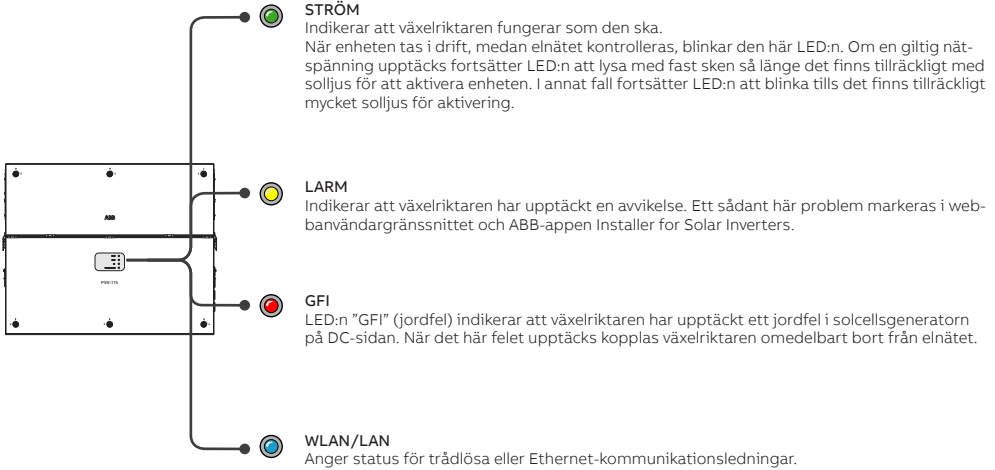 STRÖM
Indikerar att växelriktaren fungerar som den ska.
När enheten tas i drift, medan elnätet kontrolleras, blinkar den här LED:n. Om en giltig nät-
spänning upptäcks fortsätter LED:n att lysa med fast sken så länge det finns tillräckligt med
solljus för att aktivera enheten. I annat fall fortsätter LED:n att blinka tills det finns tillräckligt
mycket solljus för aktivering.
LARM
Indikerar att växelriktaren har upptäckt en avvikelse. Ett sådant här problem markeras i web-
banvändargränssnittet och ABB-appen Installer for Solar Inverters.
ABB
PVS-175
GFI
LED:n ”GFI” (jordfel) indikerar att växelriktaren har upptäckt ett jordfel i solcellsgeneratorn
på DC-sidan. När det här felet upptäcks kopplas växelriktaren omedelbart bort från elnätet.
WLAN/LAN
Anger status för trådlösa eller Ethernet-kommunikationsledningar.